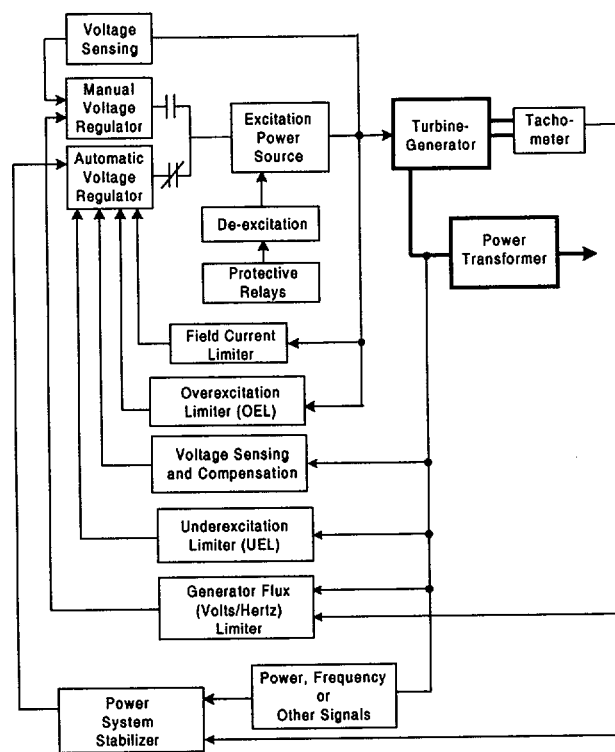 Voltage
Sensing
Manual
Voltage
Regulator
Automatic
Voltage
Regulator
Excitation
Power
Source
Turbine-
Generator
Tacho-
meter
De-excitation
Protective
Relays
Power
Transformer
Field Current
Limiter
Overexcitation
Limiter (OEL)
Voltage Sensing
and Compensation
Underexcitation
Limiter (UEL)
Generator Flux
(Volts/Hertz)
Limiter
Power, Frequency
or
Other Signals
Power
System
Stabilizer